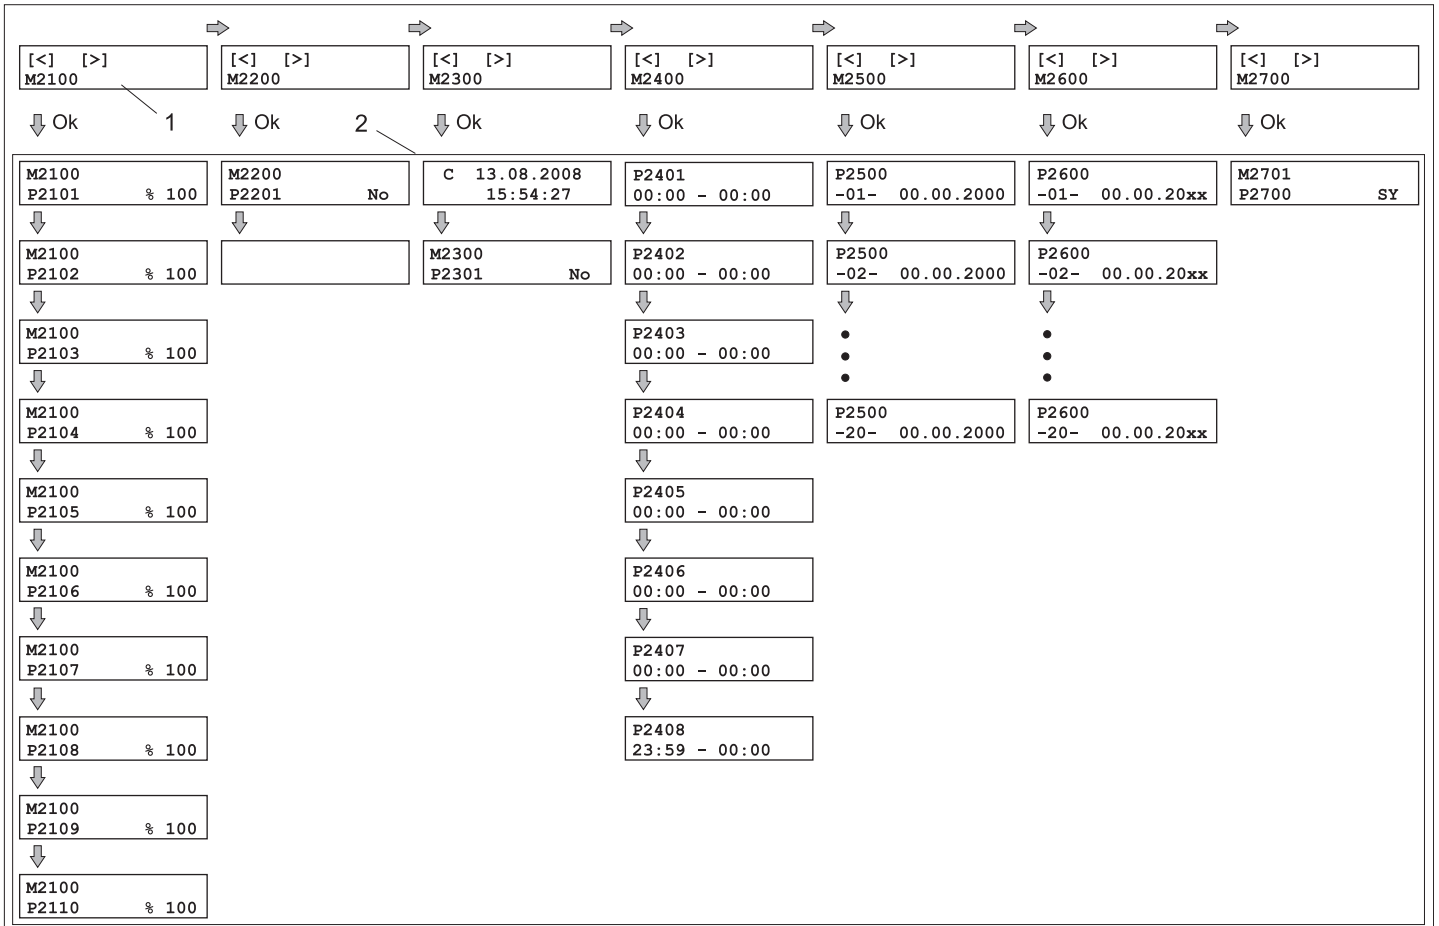 [<] [>]
M2100
[<] [>]
M2200
[<] [>]
M2300
[<] [>]
M2400
[<] [>]
M2500
[<] [>]
M2600
[<] [>]
M2700
Ok
1
Ok
2
Ok
Ok
Ok
Ok
Ok
M2100
P2101 % 100
M2100
P2102 % 100
M2100
P2103 % 100
M2100
P2104 % 100
M2100
P2105 % 100
M2100
P2106 % 100
M2100
P2107 % 100
M2100
P2108 % 100
M2100
P2109 % 100
M2100
P2110 % 100
M2200
P2201 No
C 13.08.2008
15:54:27
M2300
P2301 No
P2401
00:00 - 00:00
P2402
00:00 - 00:00
P2403
00:00 - 00:00
P2404
00:00 - 00:00
P2405
00:00 - 00:00
P2406
00:00 - 00:00
P2407
00:00 - 00:00
P2408
23:59 - 00:00
P2500
-01- 00.00.2000
P2500
-02- 00.00.2000
P2500
-20- 00.00.2000
P2600
-01- 00.00.20xx
P2600
-02- 00.00.20xx
P2600
-20- 00.00.20xx
M2701
P2700 SY